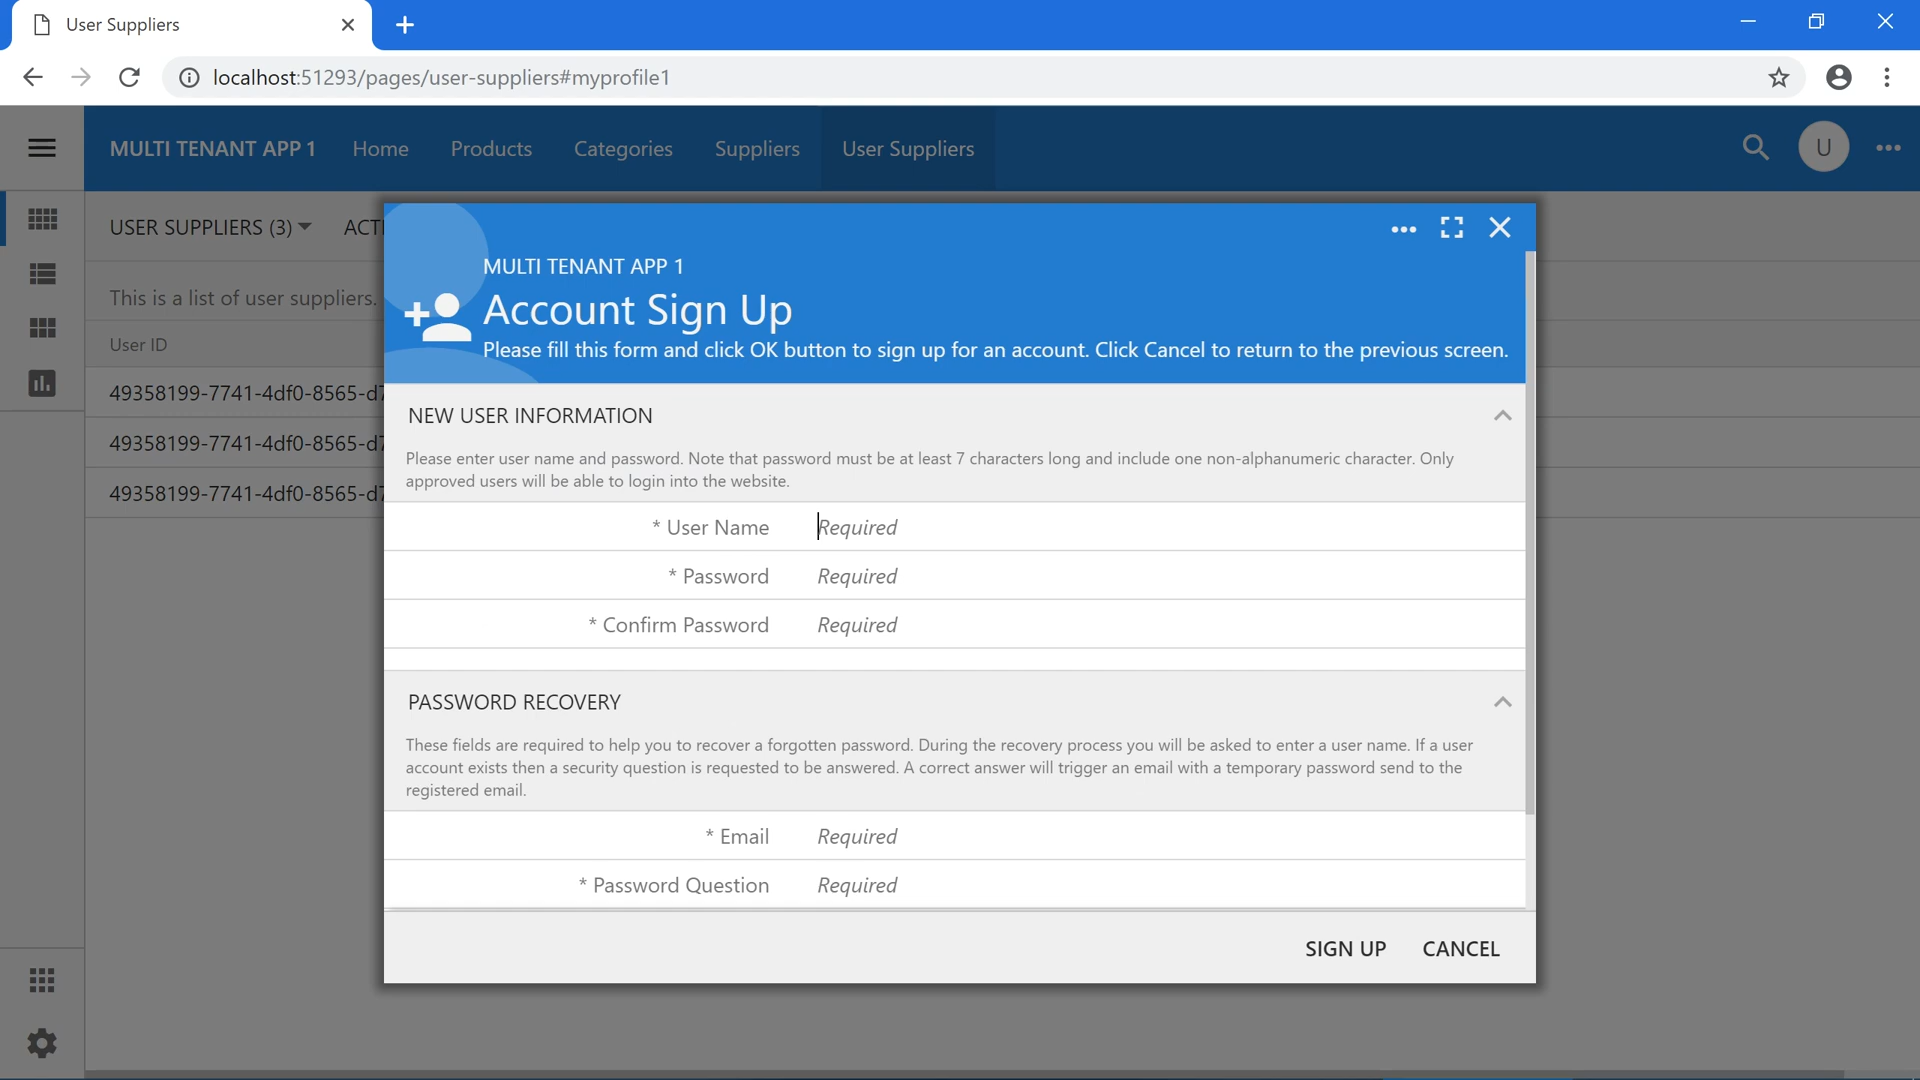 User Suppliers
localhost:51293/pages/user-suppliers#myprofile1
MULTI TENANT APP 1 Home Products Categories Suppliers User Suppliers U
USER SUPPLIERS (3) ACTI
This is a list of user suppliers.
User ID
49358199-7741-4df0-8565-d7
49358199-7741-4df0-8565-d7
49358199-7741-4df0-8565-d7
MULTI TENANT APP 1
Account Sign Up
Please fill this form and click OK button to sign up for an account. Click Cancel to return to the previous screen.
NEW USER INFORMATION
Please enter user name and password. Note that password must be at least 7 characters long and include one non-alphanumeric character. Only
approved users will be able to login into the website.
* User Name Required
* Password Required
* Confirm Password Required
PASSWORD RECOVERY
These fields are required to help you to recover a forgotten password. During the recovery process you will be asked to enter a user name. If a user
account exists then a security question is requested to be answered. A correct answer will trigger an email with a temporary password send to the
registered email.
* Email Required
* Password Question Required
SIGN UP CANCEL